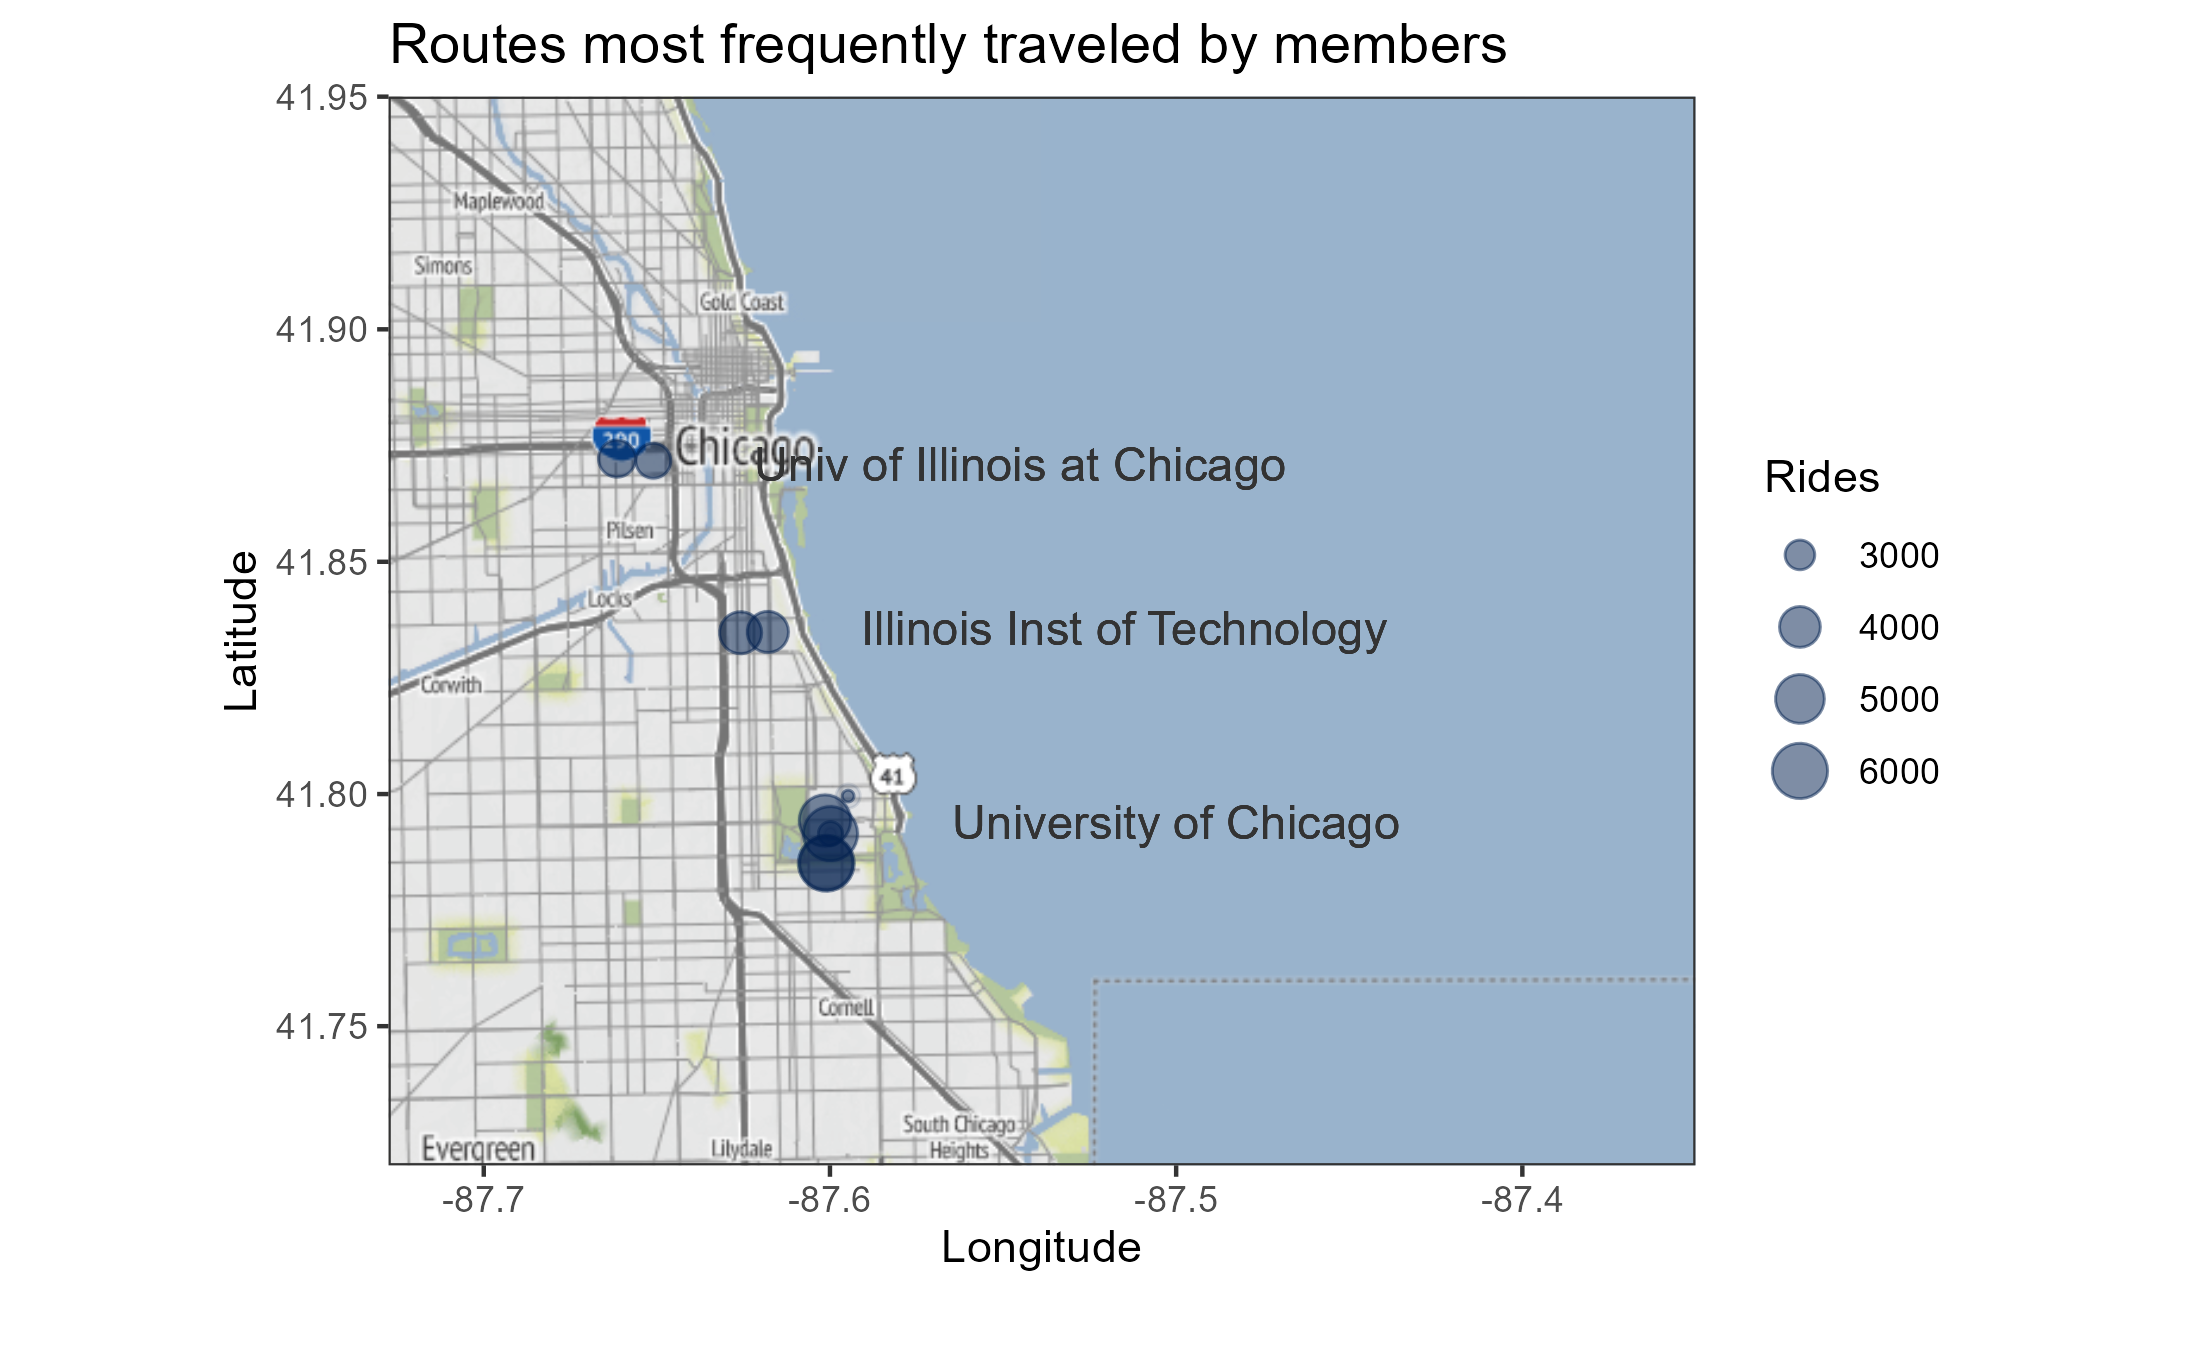 Routes most frequently traveled by members
41.95
41.90
41.85
41.80
41.75
Latitude
Maplewood
Simons
Gold Coast
290
Chicago
Univ of Illinois at Chicago
Pilsen
Locks
Illinois Inst of Technology
Corwith
41
University of Chicago
Cornell
South Chicago
Heights
Evergreen
Lilydale
-87.7
-87.6
-87.5
-87.4
Longitude
Rides
3000
4000
5000
6000